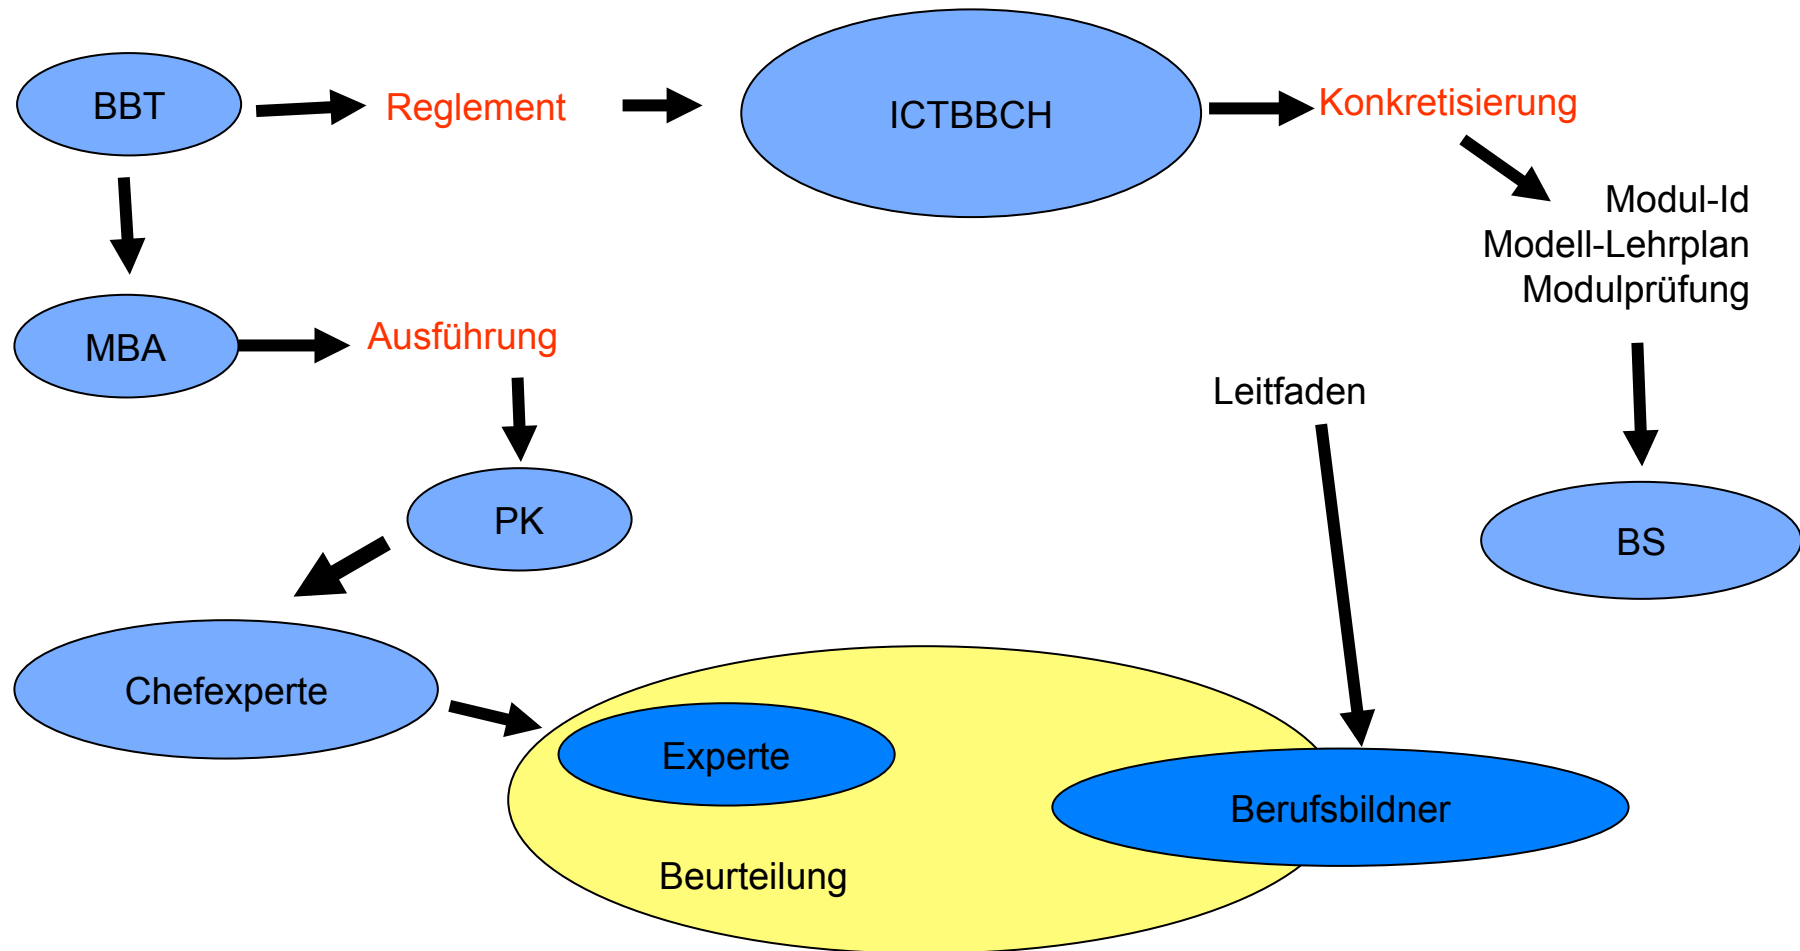 BBT
Reglement
ICTBBCH
Konkretisierung
Modul-Id
Modell-Lehrplan
Modulprüfung
MBA
Ausführung
Leitfaden
PK
BS
Chefexperte
Experte
Berufsbildner
Beurteilung